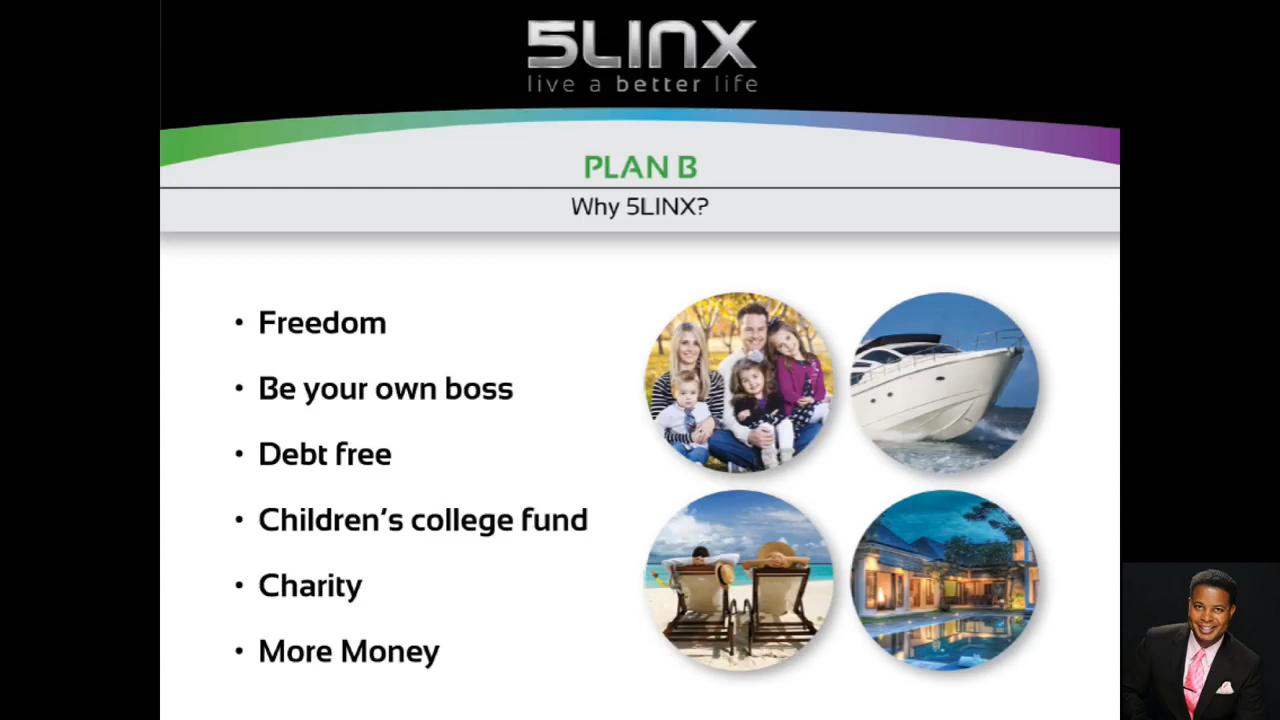 5LINX
live a better life
PLAN B
Why 5LINX?
• Freedom
• Be your own boss
• Debt free
• Children's college fund
• Charity
• More Money